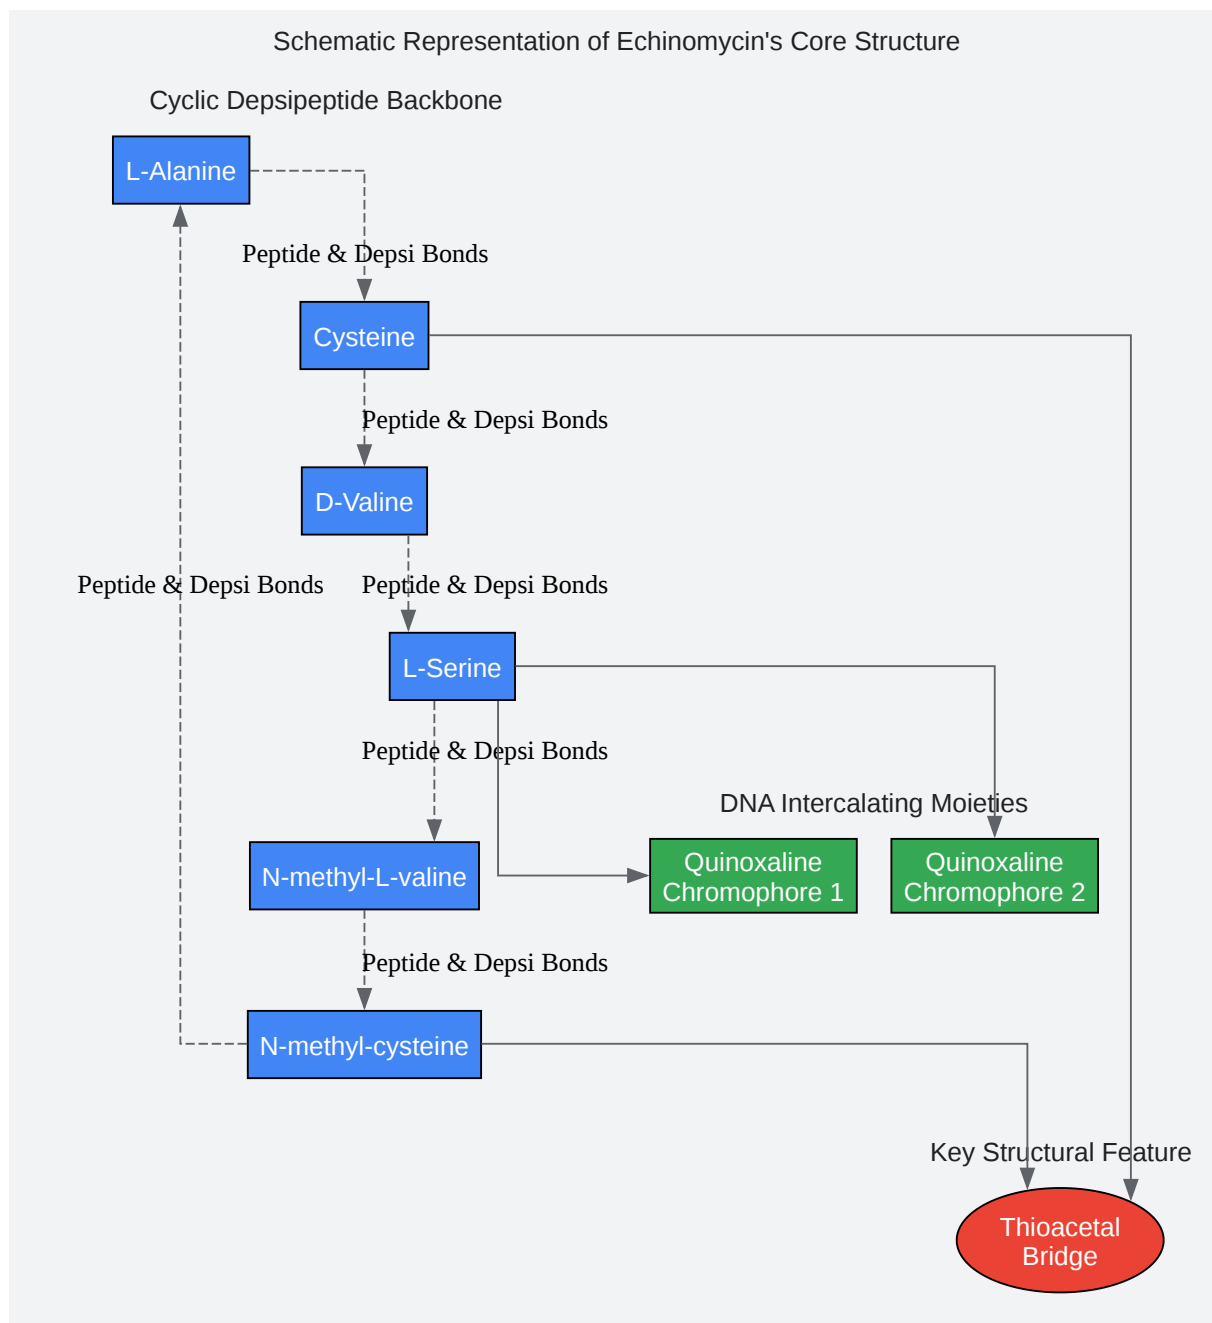 Schematic Representation of Echinomycin's Core Structure
Cyclic Depsipeptide Backbone
L-Alanine
Peptide & Depsi Bonds
Cysteine
Peptide & Depsi Bonds
D-Valine
Peptide & Depsi Bonds
Peptide & Depsi Bonds
L-Serine
Peptide & Depsi Bonds
DNA Intercalating Moieties
Quinoxaline
Chromophore 1
Quinoxaline
Chromophore 2
N-methyl-L-valine
Peptide & Depsi Bonds
N-methyl-cysteine
Key Structural Feature
Thioacetal
Bridge